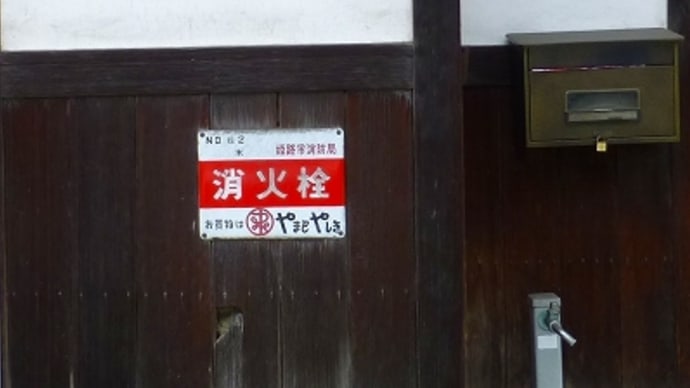 NO. 62
水
姫路市消防局
消火栓
お買物は やまとやしき